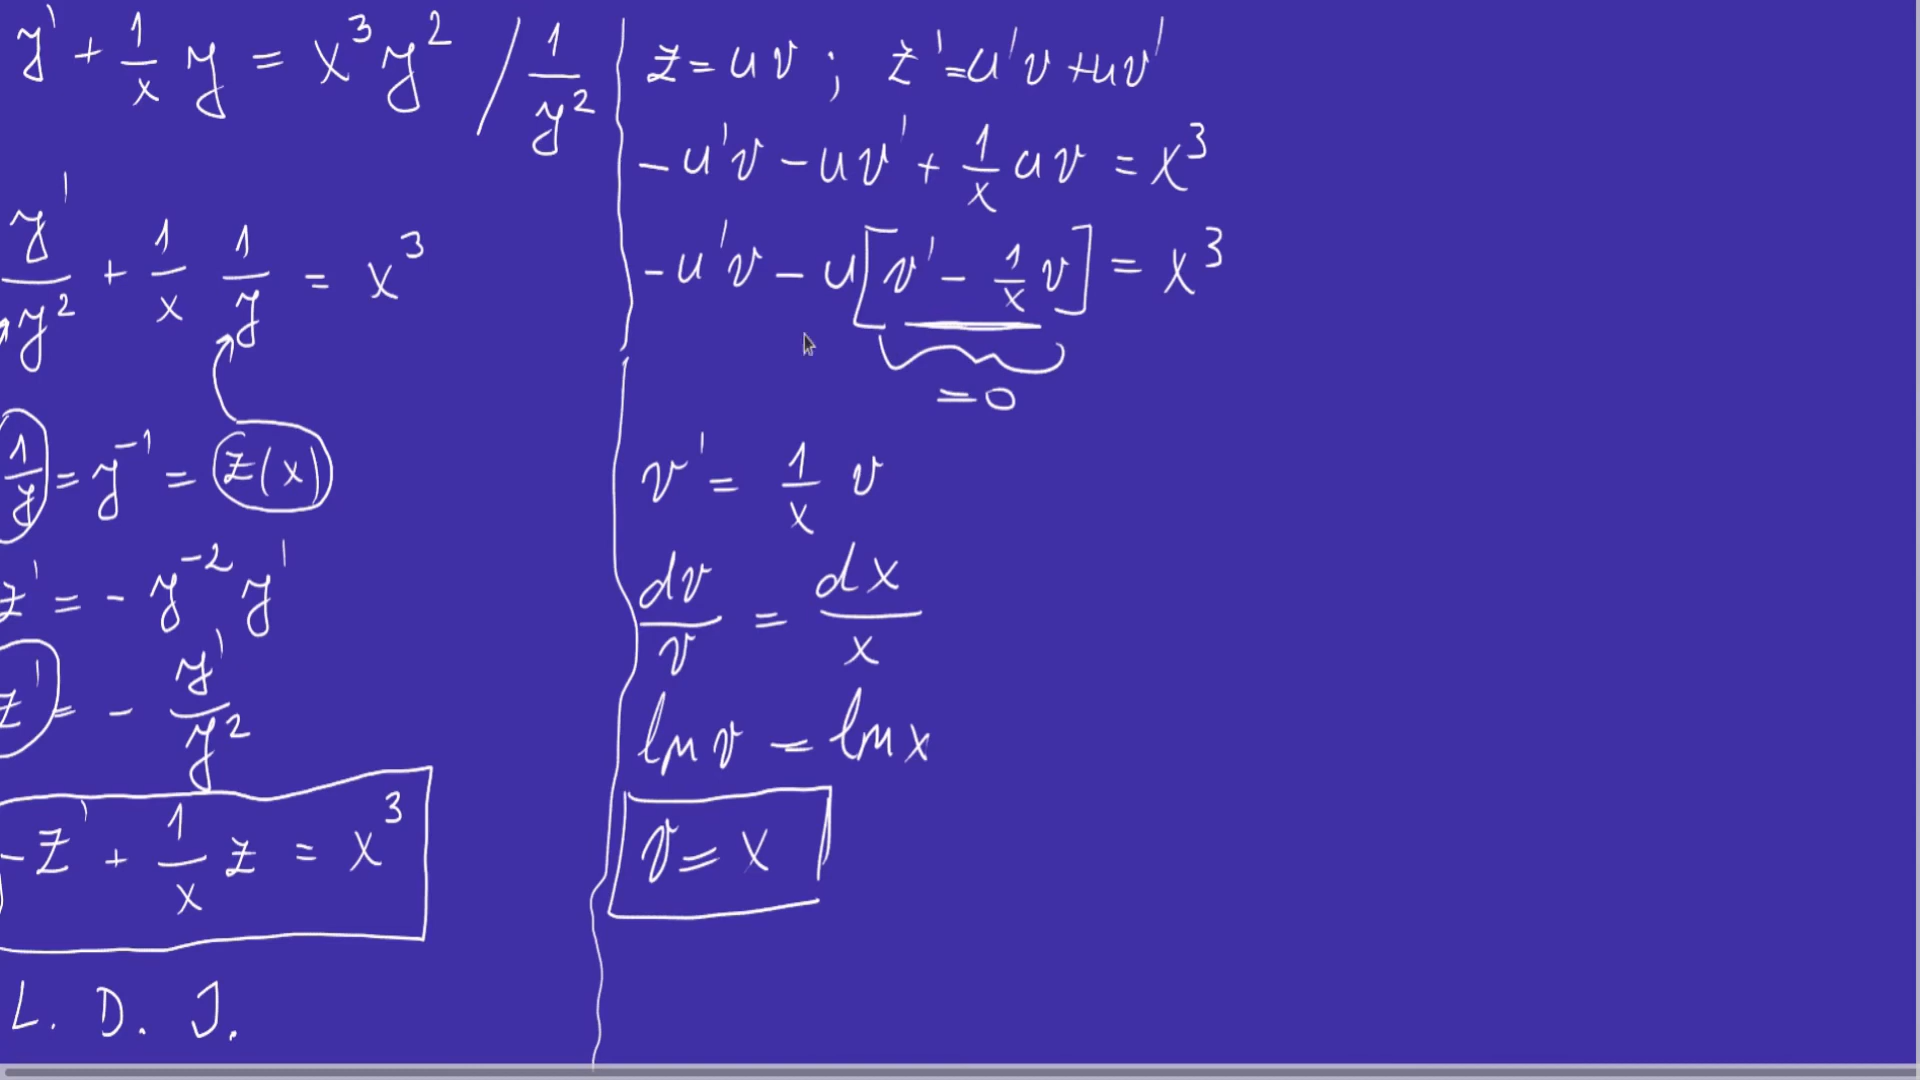 y' + 1/x y = x³y² / 1/y²
y'/y² + 1/x 1/y = x³
1/y = y⁻¹ = z(x)
z' = - y⁻² y'
z' = - y'/y²
-z' + 1/x z = x³
L. D. J.
z = uv ; z' = u'v + uv'
-u'v - uv' + 1/x uv = x³
-u'v - u[v' - 1/x v] = x³
= 0
v' = 1/x v
dv/v = dx/x
ln v = ln x
v = x